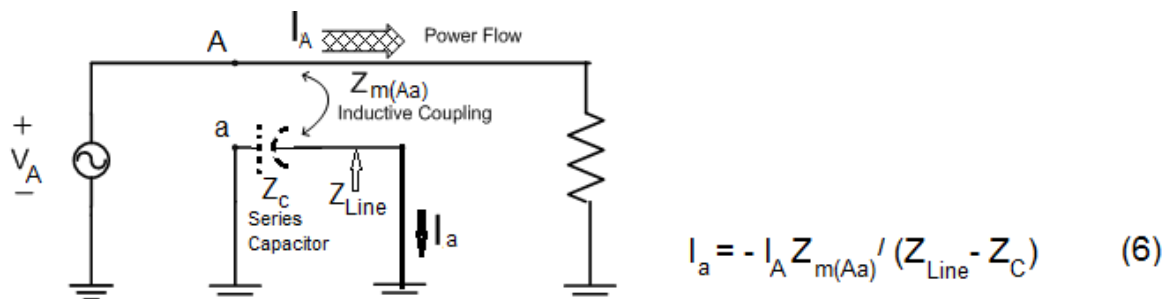 I_A
Power Flow
A
Z_m(Aa)
Inductive Coupling
a
+
V_A
−
Z_C
Series
Capacitor
Z_Line
I_a
I_a = - I_A Z_m(Aa) / (Z_Line - Z_C) (6)